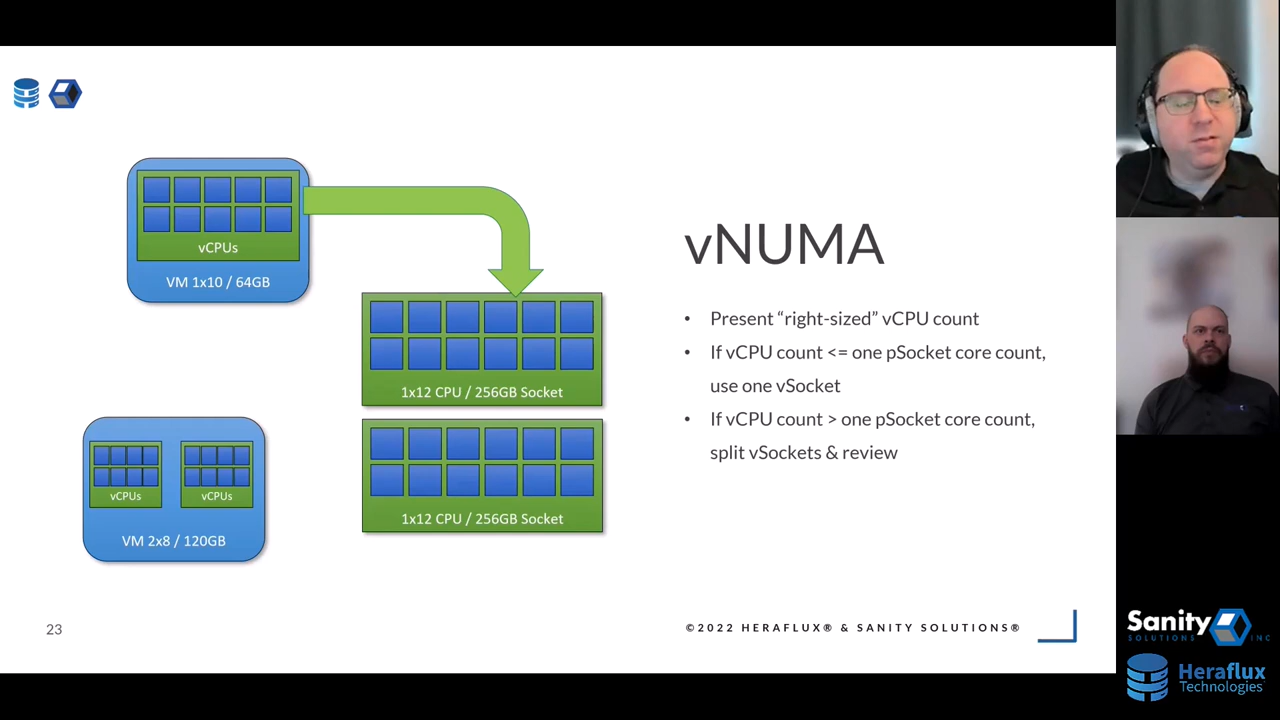 vCPUs
VM 1x10 / 64GB
1x12 CPU / 256GB Socket
1x12 CPU / 256GB Socket
vCPUs
vCPUs
VM 2x8 / 120GB
vNUMA
• Present “right-sized” vCPU count
• If vCPU count <= one pSocket core count,
use one vSocket
• If vCPU count > one pSocket core count,
split vSockets & review
23
©2022 HERAFLUX® & SANITY SOLUTIONS®
Sanity
SOLUTIONS INC
Heraflux
Technologies